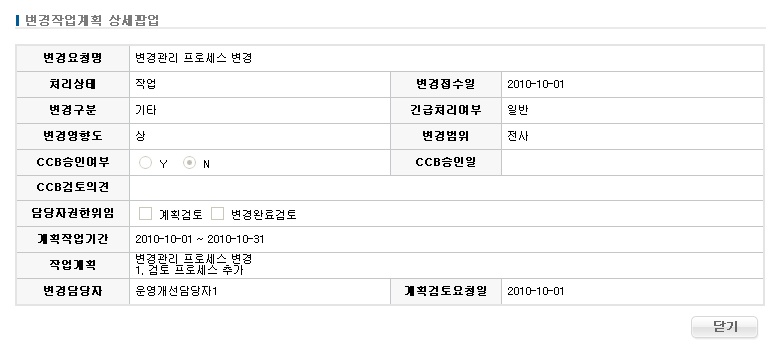 변경작업계획 상세팝업
변경요청명 변경관리 프로세스 변경
처리상태 작업 변경접수일 2010-10-01
변경구분 기타 긴급처리여부 일반
변경영향도 상 변경범위 전사
CCB승인여부 Y N CCB승인일
CCB검토의견
담당자권한위임 계획검토 변경완료검토
계획작업기간 2010-10-01 ~ 2010-10-31
작업계획 변경관리 프로세스 변경
1. 검토 프로세스 추가
변경담당자 운영개선담당자1 계획검토요청일 2010-10-01
닫기